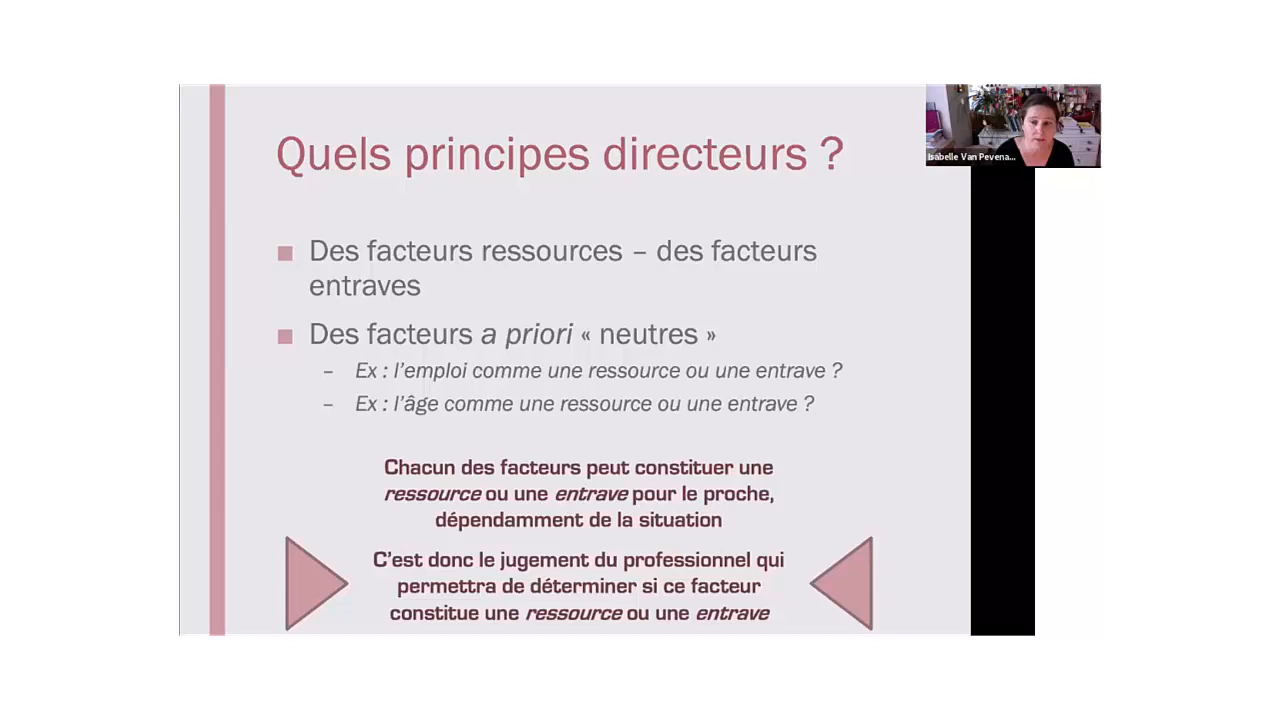 Quels principes directeurs ?
Isabelle Van Pevena...
■ Des facteurs ressources – des facteurs
entraves
■ Des facteurs a priori « neutres »
– Ex : l’emploi comme une ressource ou une entrave ?
– Ex : l’âge comme une ressource ou une entrave ?
Chacun des facteurs peut constituer une
ressource ou une entrave pour le proche,
dépendamment de la situation
C’est donc le jugement du professionnel qui
permettra de déterminer si ce facteur
constitue une ressource ou une entrave